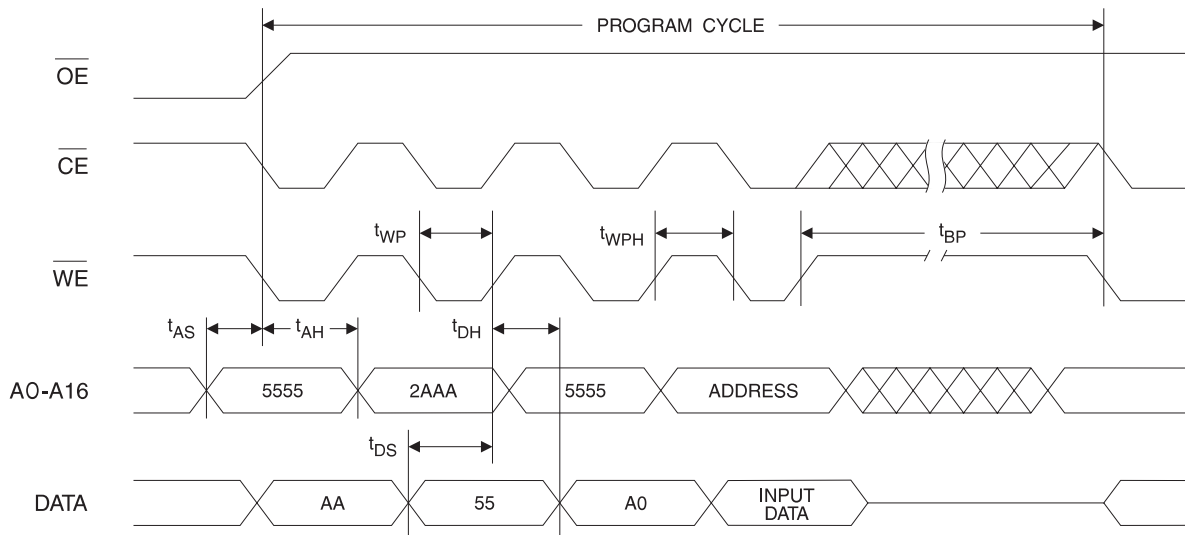 PROGRAM CYCLE
OE
CE
tWP
tWPH
tBP
WE
tAS
tAH
tDH
A0-A16
5555
2AAA
5555
ADDRESS
tDS
DATA
AA
55
A0
INPUT
DATA